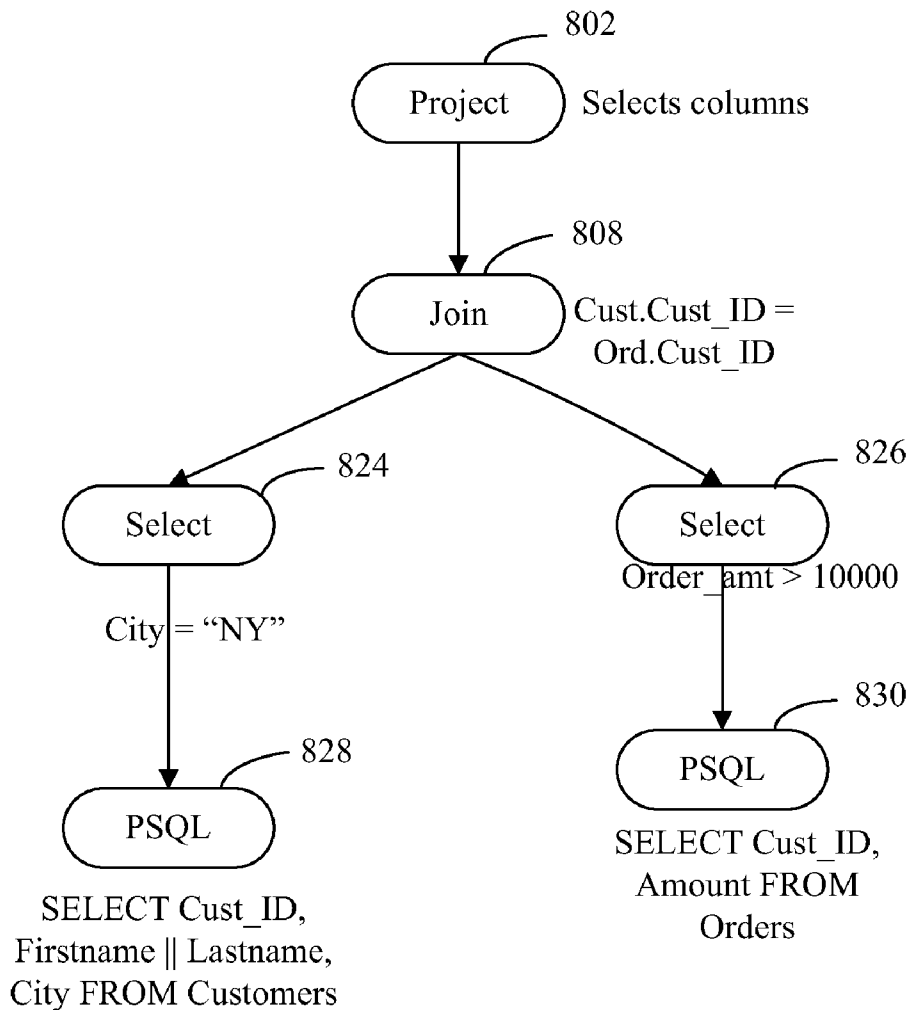 802
Project
Selects columns
808
Join
Cust.Cust_ID =
Ord.Cust_ID
824
826
Select
Select
Order_amt > 10000
City = “NY”
830
828
PSQL
PSQL
SELECT Cust_ID,
Amount FROM
Orders
SELECT Cust_ID,
Firstname || Lastname,
City FROM Customers